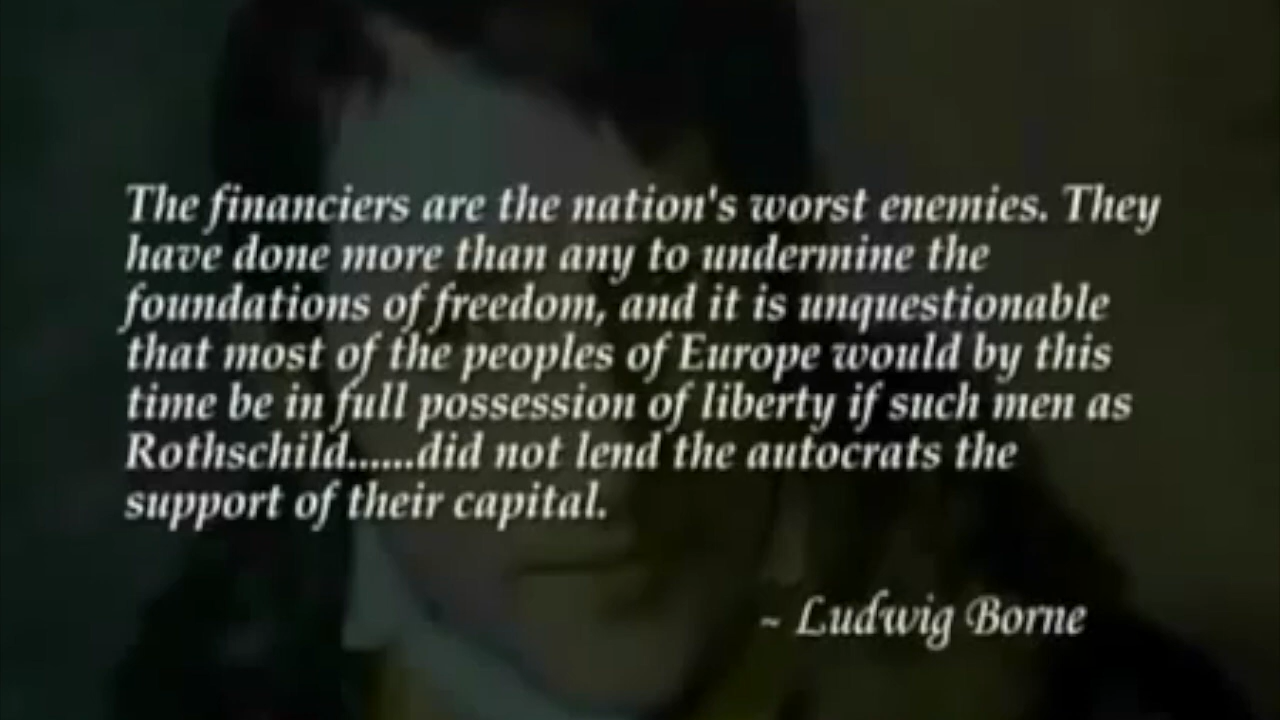 The financiers are the nation's worst enemies. They
have done more than any to undermine the
foundations of freedom, and it is unquestionable
that most of the peoples of Europe would by this
time be in full possession of liberty if such men as
Rothschild......did not lend the autocrats the
support of their capital.
~ Ludwig Borne